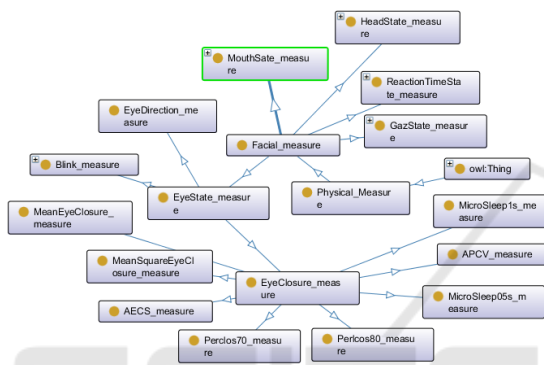 HeadState_measu
re
MouthSate_measu
re
ReactionTimeSta
te_measure
EyeDirection_me
asure
GazState_measur
e
Facial_measure
Blink_measure
owl:Thing
EyeState_measur
e
Physical_Measur
e
MeanEyeClosure_
measure
MicroSleep1s_me
asure
MeanSquareEyeCl
osure_measure
APCV_measure
EyeClosure_meas
ure
MicroSleep05s_m
easure
AECS_measure
Perclos70_measu
re
Perlcos80_measu
re